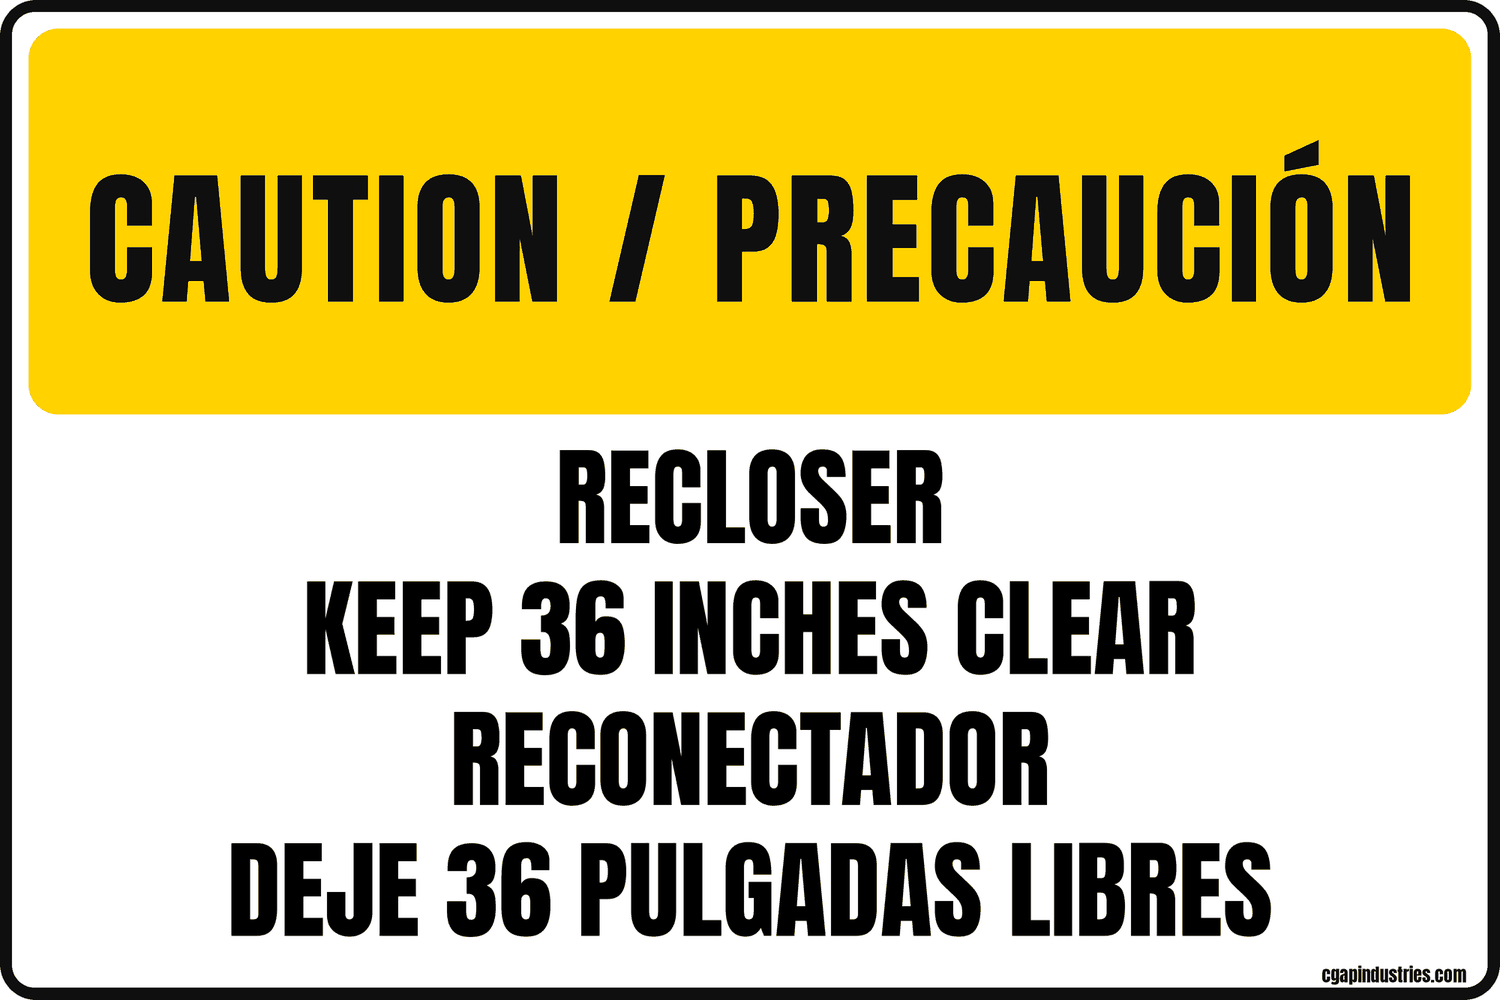 CAUTION / PRECAUCIÓN
RECLOSER
KEEP 36 INCHES CLEAR
RECONECTADOR
DEJE 36 PULGADAS LIBRES
cgapindustries.com